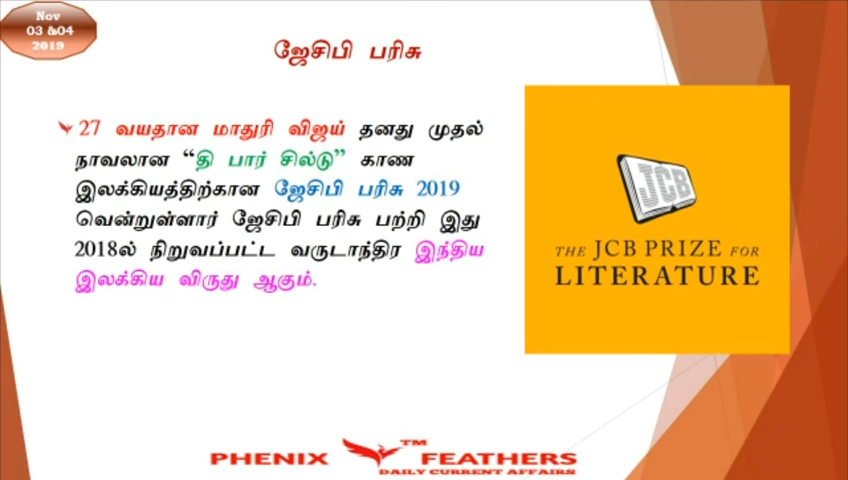 Nov
03 &04
2019
ஜேசிபி பரிசு
27 வயதான மாதுரி விஜய் தனது முதல்
நாவலான “தி பார் சில்டு” காண
இலக்கியத்திற்கான ஜேசிபி பரிசு 2019
வென்றுள்ளார் ஜேசிபி பரிசு பற்றி இது
2018ல் நிறுவப்பட்ட வருடாந்திர இந்திய
இலக்கிய விருது ஆகும்.
JCB
THE JCB PRIZE FOR
LITERATURE
PHENIX FEATHERS TM
DAILY CURRENT AFFAIRS